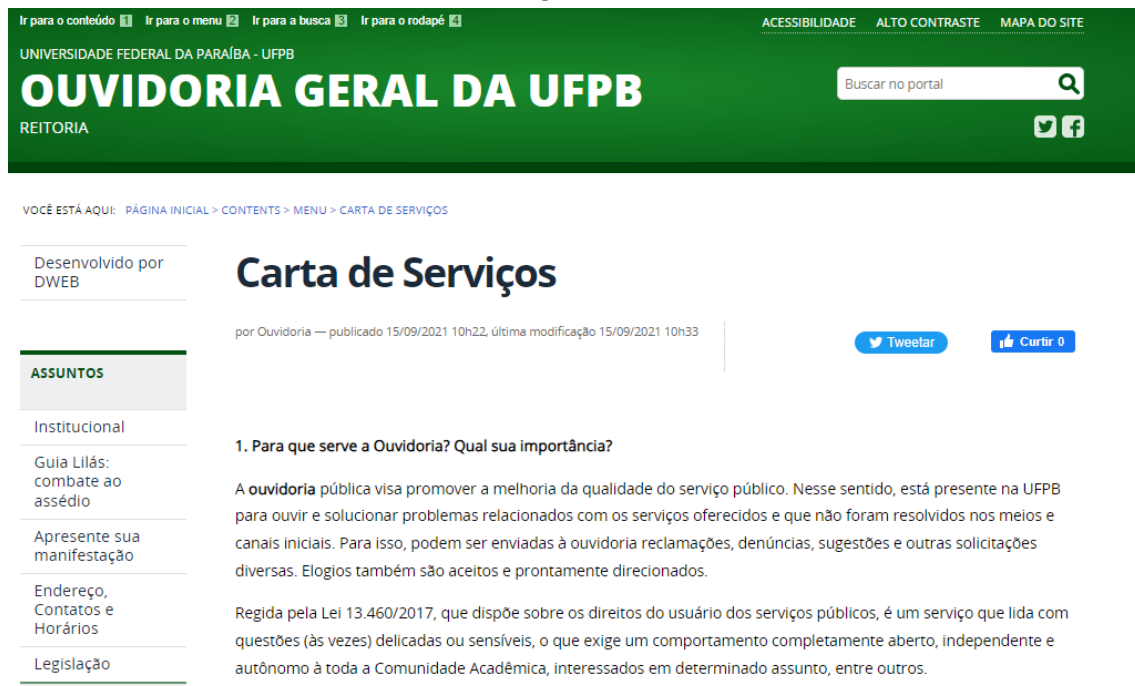 Ir para o conteúdo 1 Ir para o menu 2 Ir para a busca 3 Ir para o rodapé 4
ACESSIBILIDADE ALTO CONTRASTE MAPA DO SITE
UNIVERSIDADE FEDERAL DA PARAÍBA - UFPB
OUVIDORIA GERAL DA UFPB
REITORIA
Buscar no portal
VOCÊ ESTÁ AQUI: PÁGINA INICIAL > CONTENTS > MENU > CARTA DE SERVIÇOS
Desenvolvido por
DWEB
ASSUNTOS
Institucional
Guia Lilás:
combate ao
assédio
Apresente sua
manifestação
Endereço,
Contatos e
Horários
Legislação
Carta de Serviços
por Ouvidoria — publicado 15/09/2021 10h22, última modificação 15/09/2021 10h33
Tweetar
Curtir 0
1. Para que serve a Ouvidoria? Qual sua importância?
A ouvidoria pública visa promover a melhoria da qualidade do serviço público. Nesse sentido, está presente na UFPB
para ouvir e solucionar problemas relacionados com os serviços oferecidos e que não foram resolvidos nos meios e
canais iniciais. Para isso, podem ser enviadas à ouvidoria reclamações, denúncias, sugestões e outras solicitações
diversas. Elogios também são aceitos e prontamente direcionados.
Regida pela Lei 13.460/2017, que dispõe sobre os direitos do usuário dos serviços públicos, é um serviço que lida com
questões (às vezes) delicadas ou sensíveis, o que exige um comportamento completamente aberto, independente e
autônomo à toda a Comunidade Acadêmica, interessados em determinado assunto, entre outros.